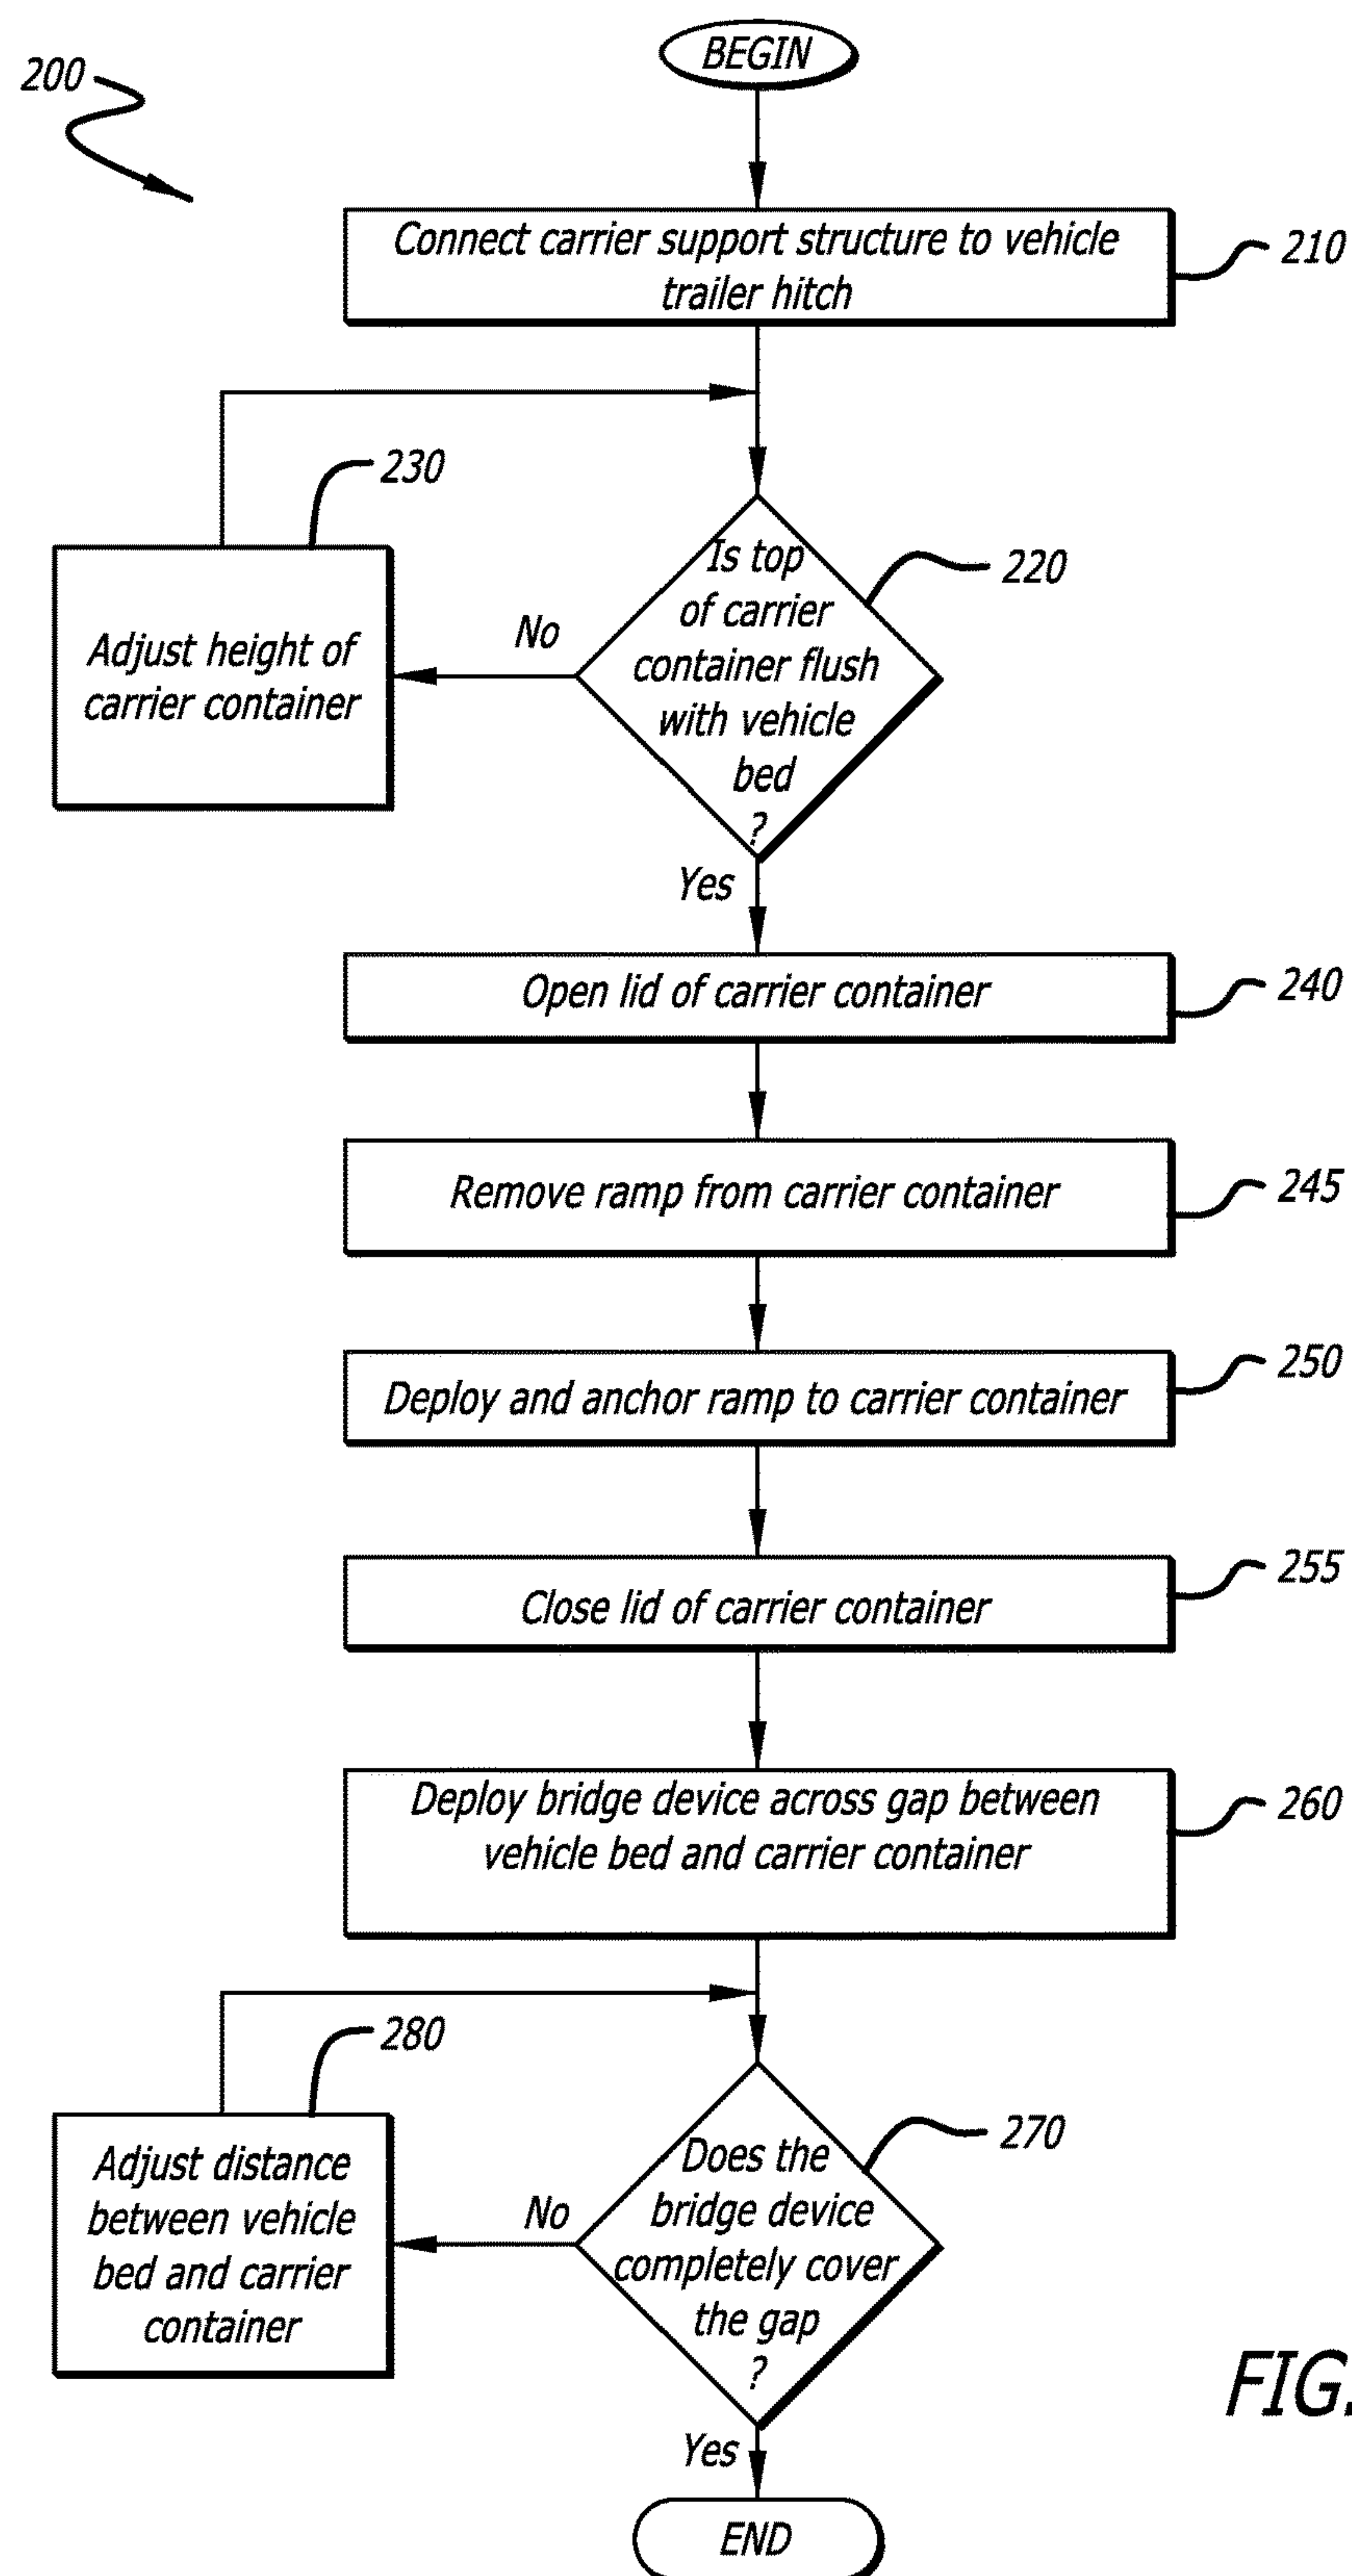 BEGIN
200
Connect carrier support structure to vehicle
trailer hitch
210
230
Is top
of carrier
container flush
with vehicle
bed
?
220
No
Adjust height of
carrier container
Yes
Open lid of carrier container
240
Remove ramp from carrier container
245
Deploy and anchor ramp to carrier container
250
Close lid of carrier container
255
Deploy bridge device across gap between
vehicle bed and carrier container
260
280
Does the
bridge device
completely cover
the gap
?
270
No
Adjust distance
between vehicle
bed and carrier
container
Yes
END
FIG.